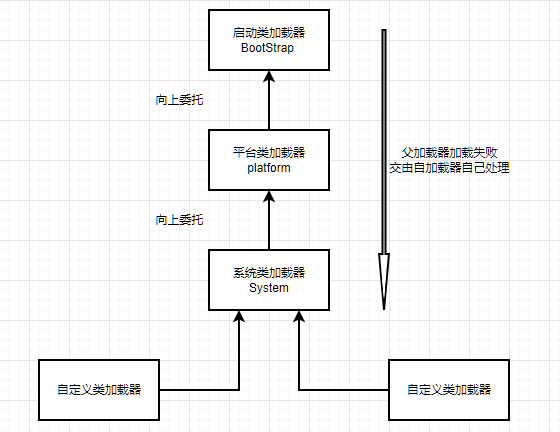 启动类加载器
BootStrap
向上委托
平台类加载器
platform
父加载器加载失败
交由自加载器自己处理
向上委托
系统类加载器
System
自定义类加载器
自定义类加载器